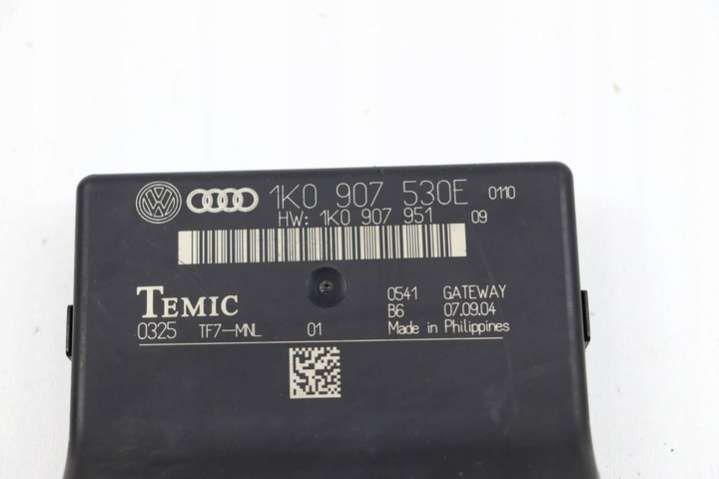 1K0 907 530E 0110
HW: 1K0 907 951 09
TEMIC 0541 GATEWAY
B6 07.09.04
0325 TF7-MNL 01 Made in Philippines